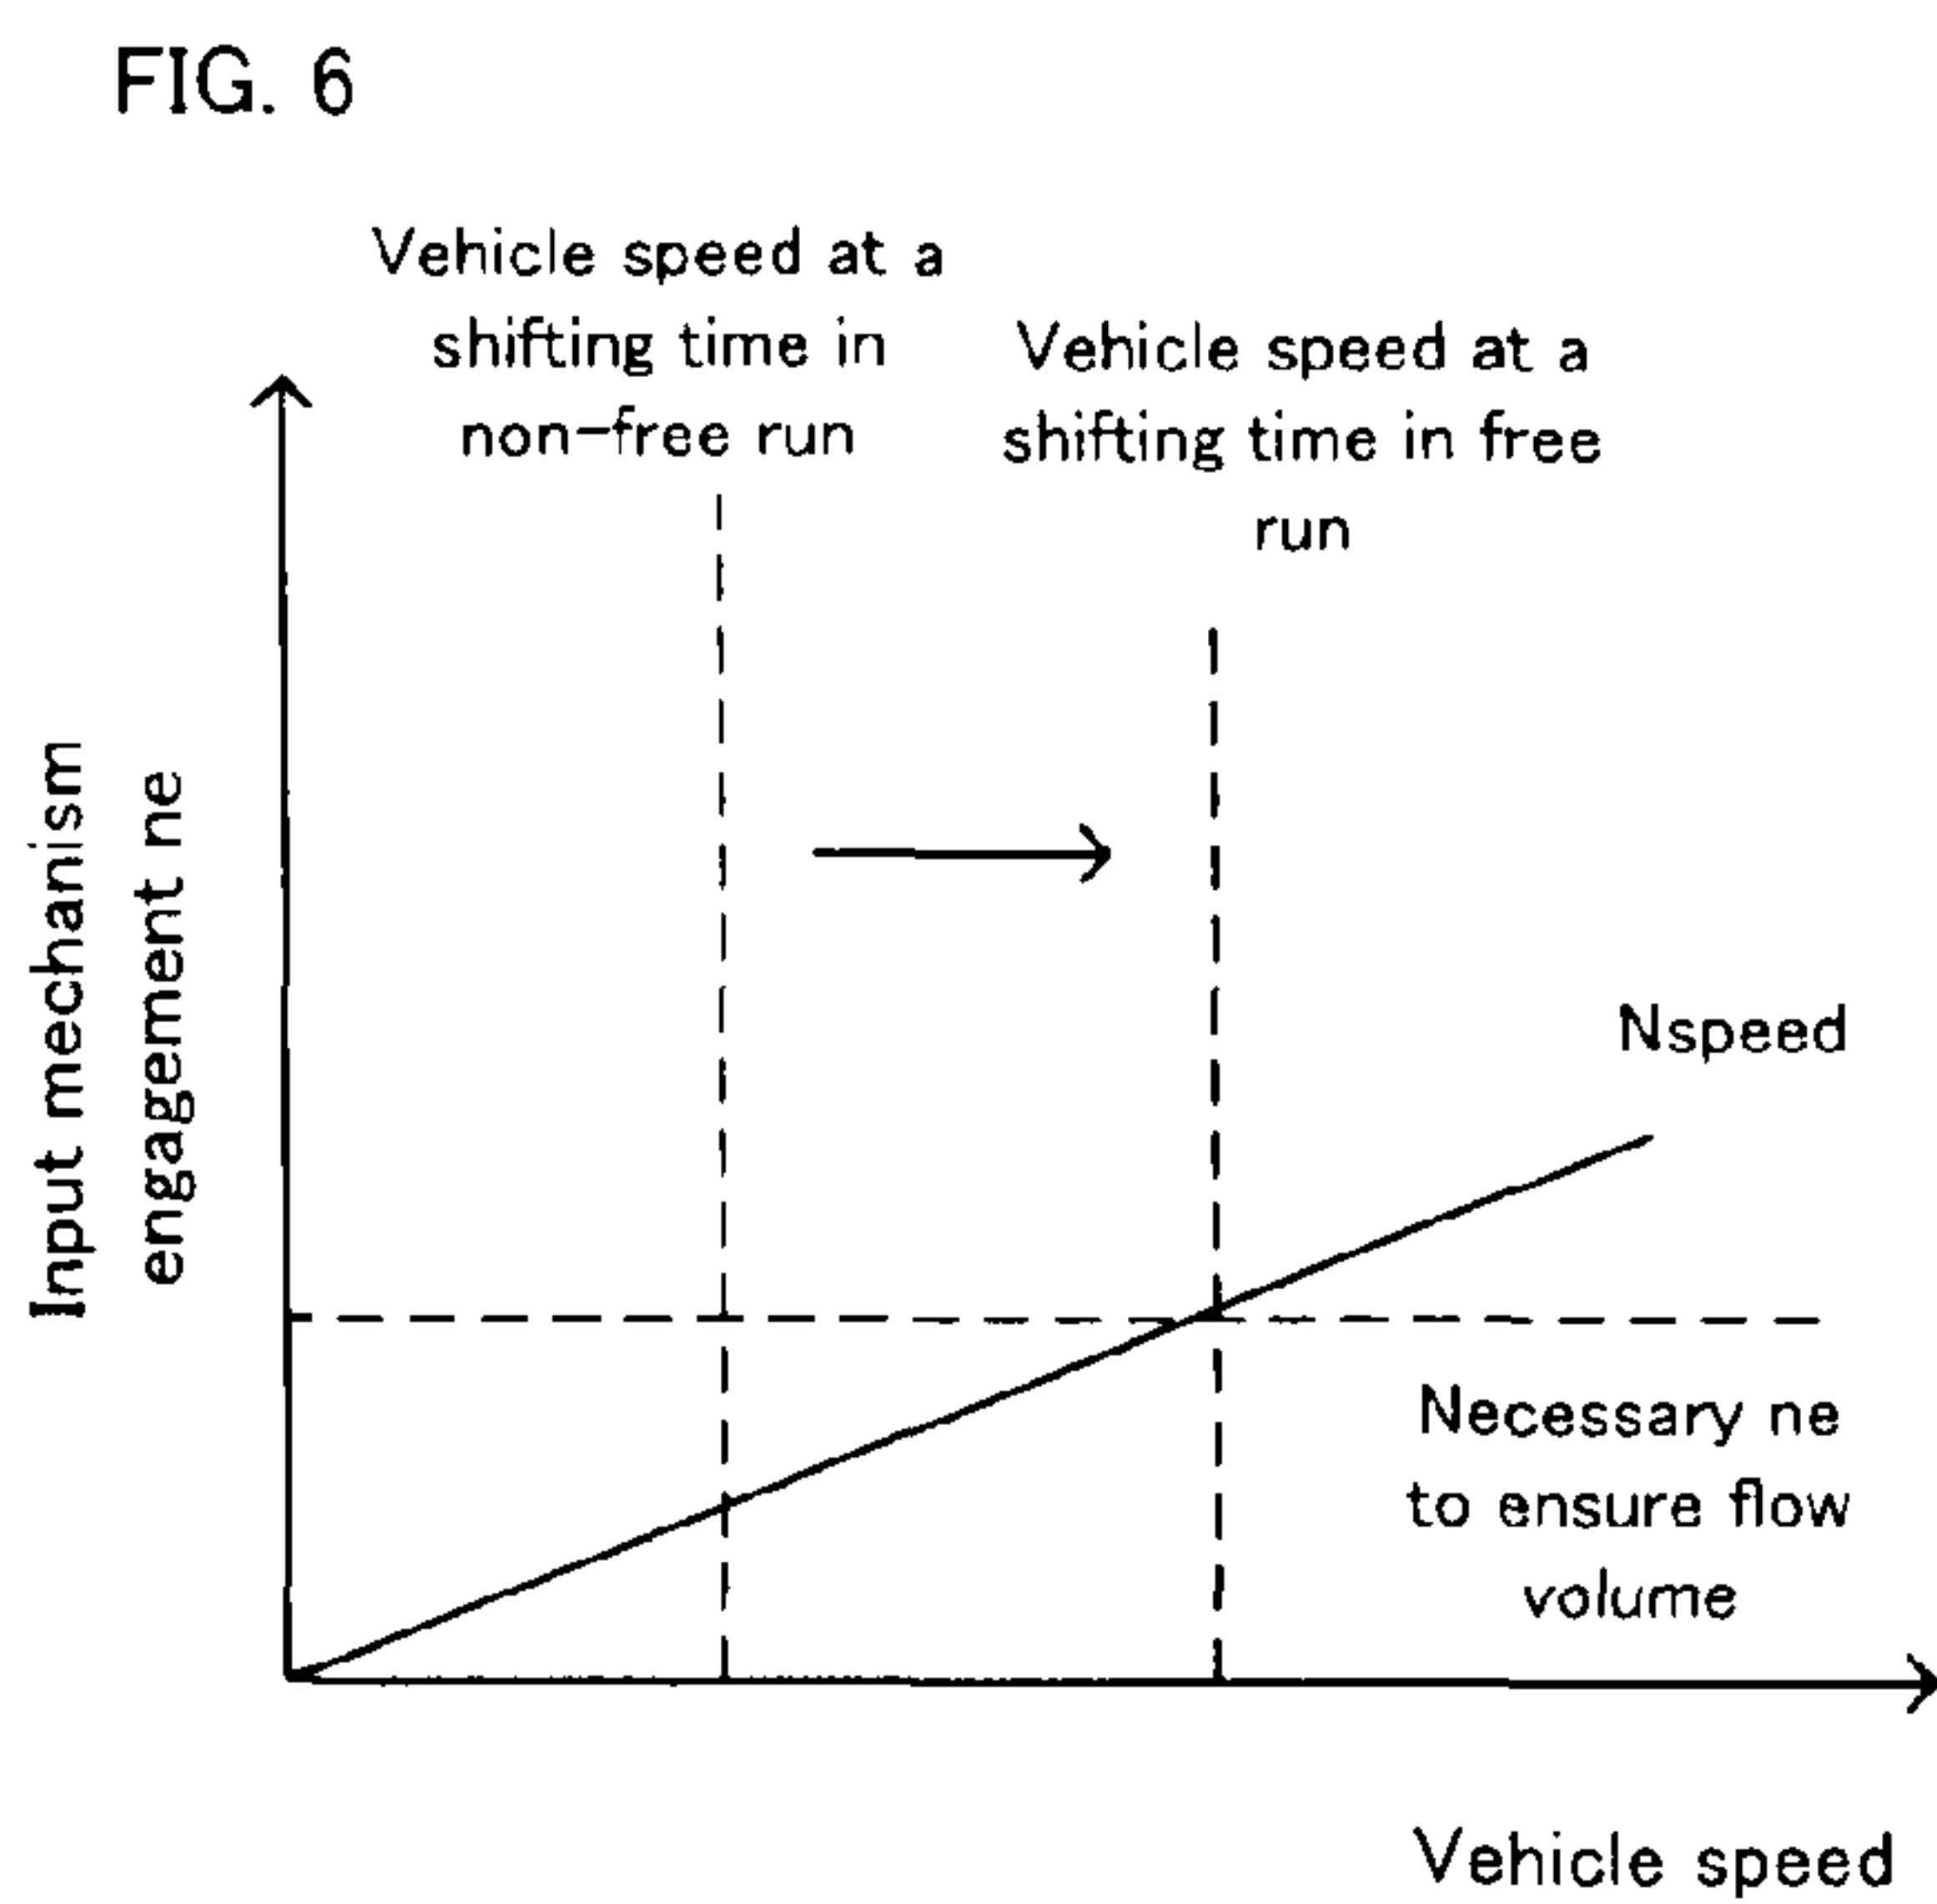 FIG. 6
Vehicle speed at a
shifting time in
non-free run
Vehicle speed at a
shifting time in free
run
Input mechanism
engagement ne
Nspeed
Necessary ne
to ensure flow
volume
Vehicle speed